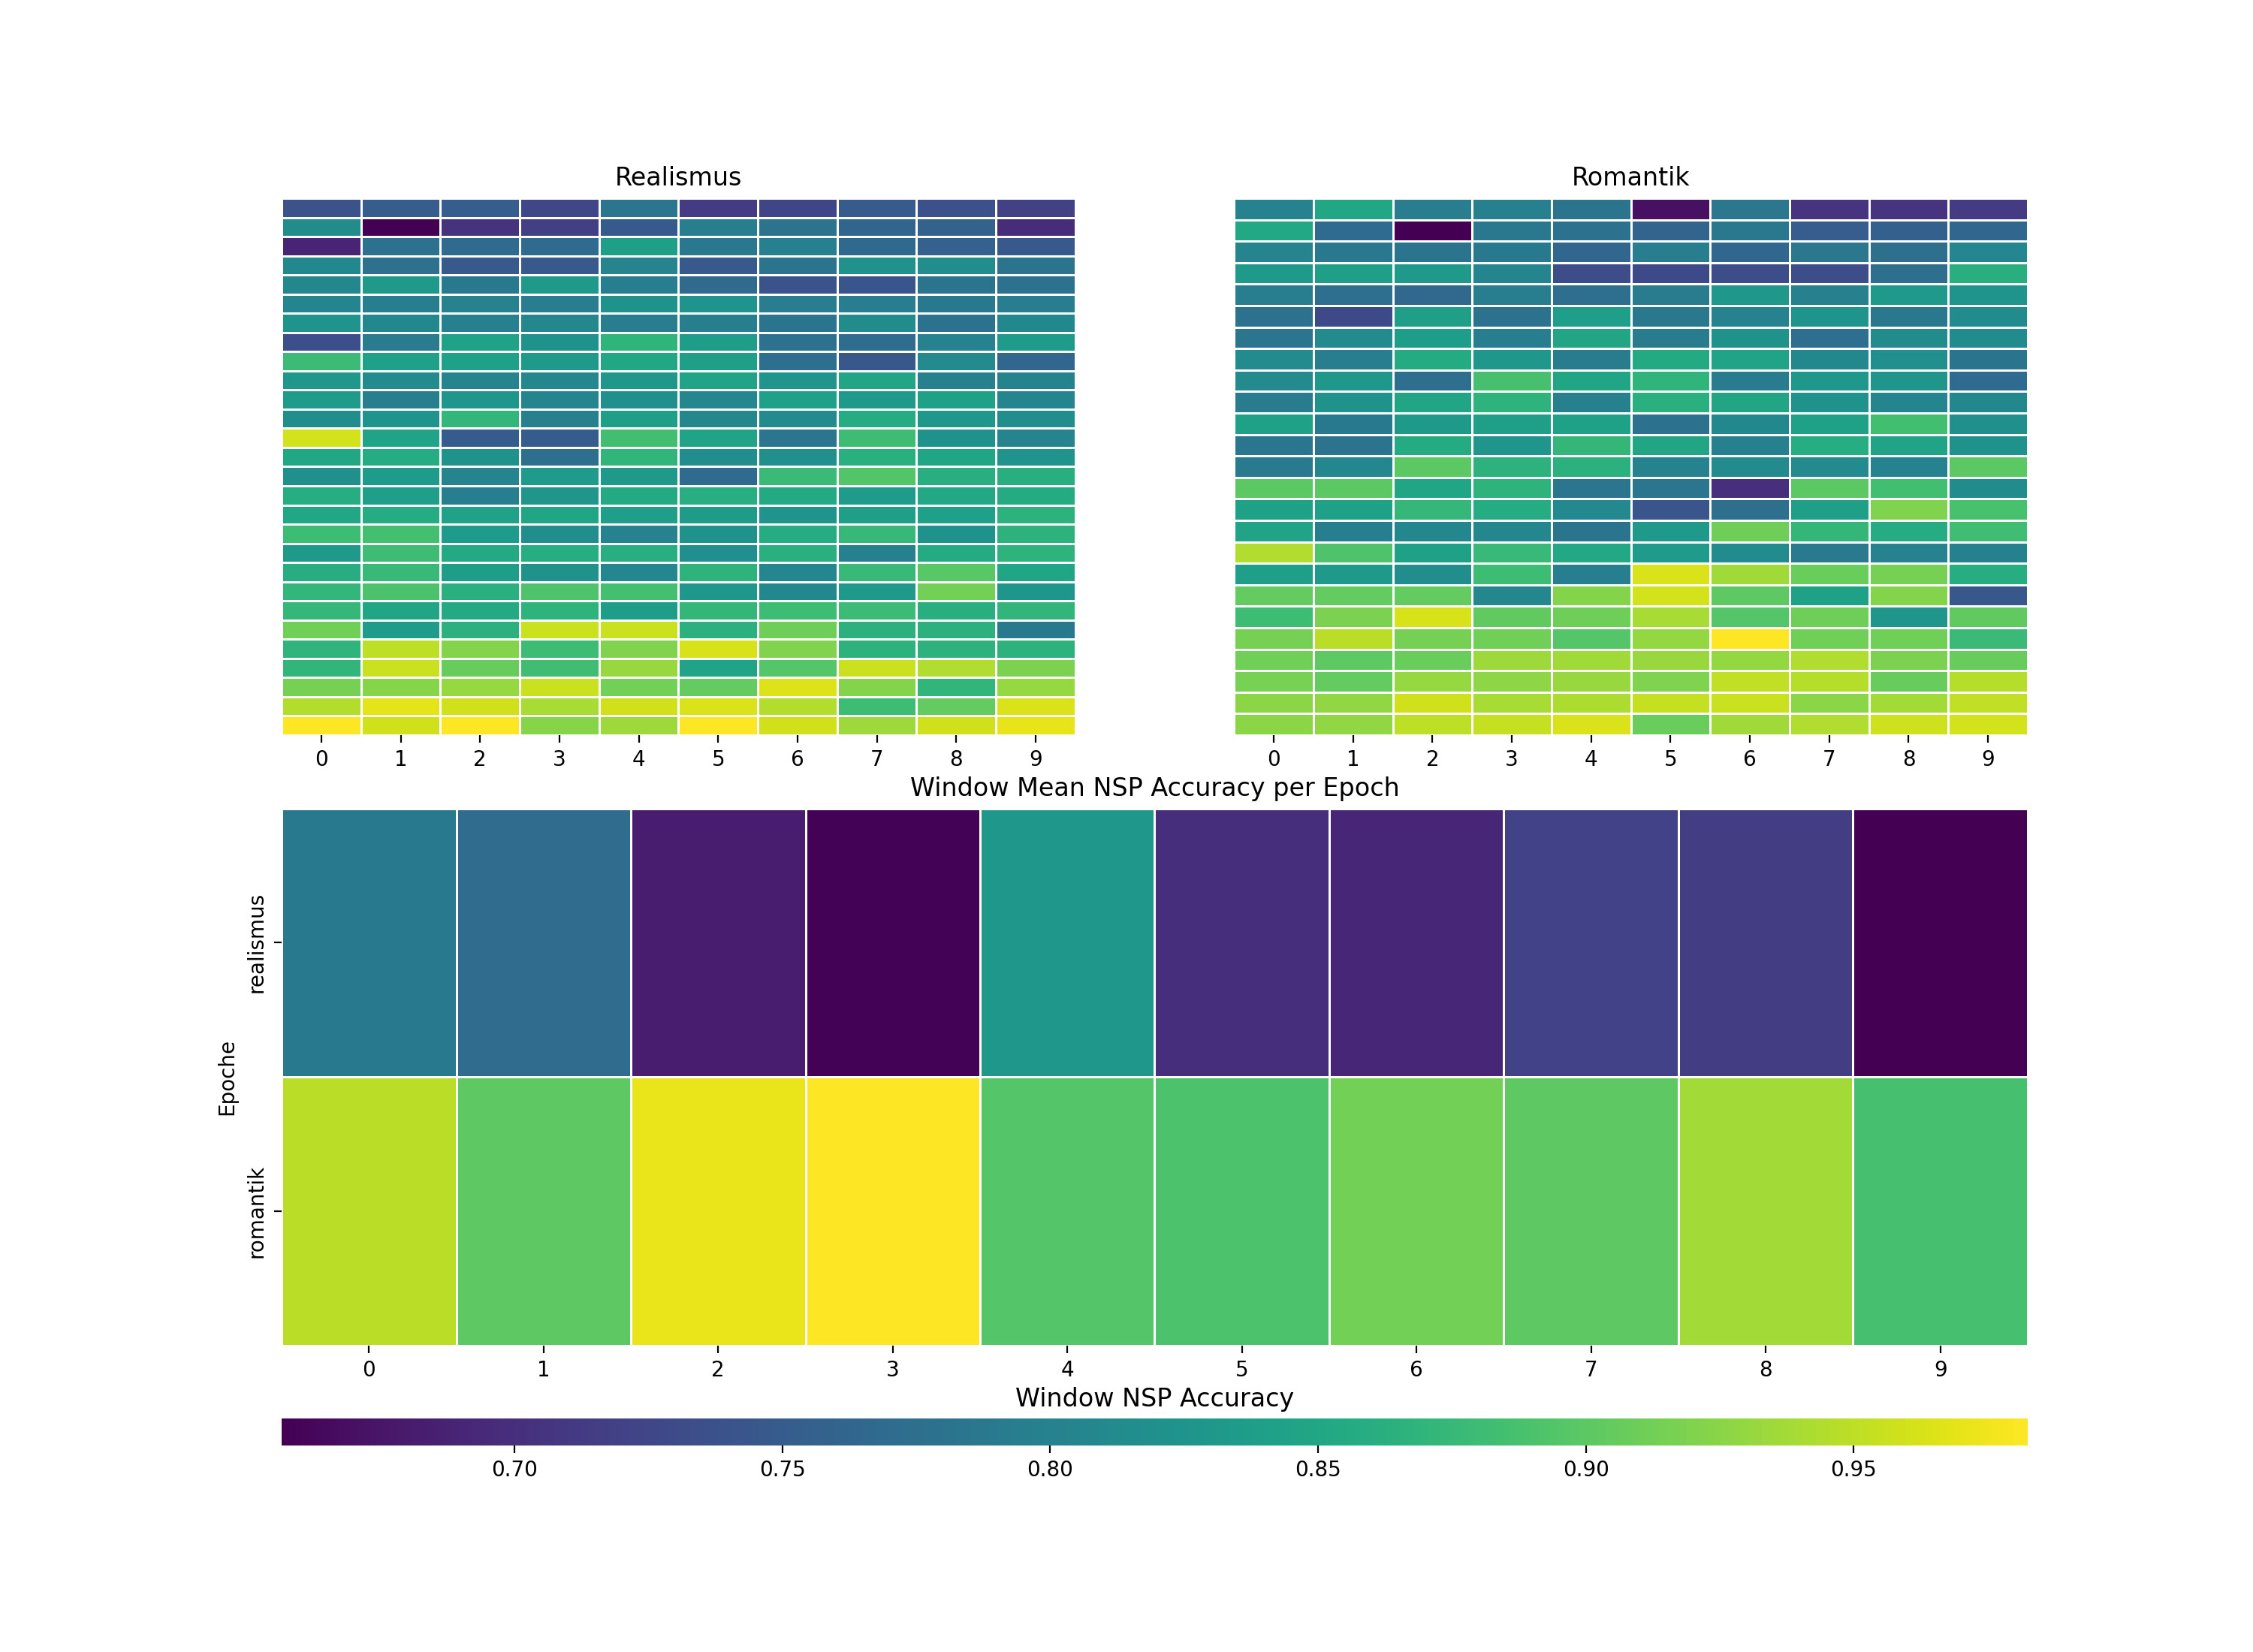 Realismus
Romantik
0 1 2 3 4 5 6 7 8 9
0 1 2 3 4 5 6 7 8 9
Window Mean NSP Accuracy per Epoch
Epoche
realismus
romantik
0 1 2 3 4 5 6 7 8 9
Window NSP Accuracy
0.70 0.75 0.80 0.85 0.90 0.95